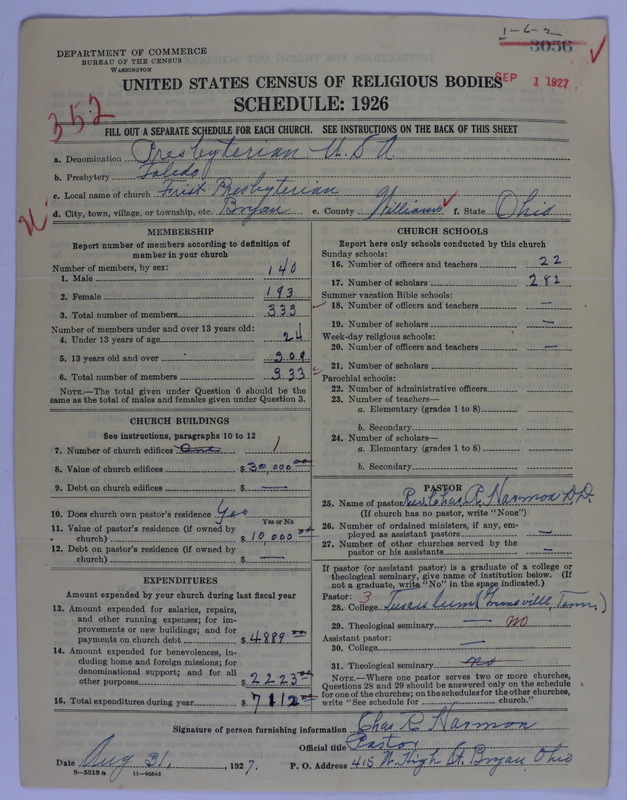 1-6-2
3056
DEPARTMENT OF COMMERCE
BUREAU OF THE CENSUS
WASHINGTON
SEP 1 1927
UNITED STATES CENSUS OF RELIGIOUS BODIES
SCHEDULE: 1926
352
FILL OUT A SEPARATE SCHEDULE FOR EACH CHURCH. SEE INSTRUCTIONS ON THE BACK OF THIS SHEET
a. Denomination Presbyterian U.S.A.
b. Presbytery Toledo
c. Local name of church First Presbyterian
d. City, town, village, or township, etc. Bryan e. County Williams f. State Ohio
MEMBERSHIP
Report number of members according to definition of member in your church
Number of members, by sex:
1. Male 140
2. Female 193
3. Total number of members 333
Number of members under and over 13 years old:
4. Under 13 years of age 24
5. 13 years old and over 309
6. Total number of members 333
NOTE.—The total given under Question 6 should be the same as the total of males and females given under Question 3.
CHURCH BUILDINGS
See instructions, paragraphs 10 to 12
7. Number of church edifices One 1
8. Value of church edifices $30,000.00
9. Debt on church edifices $ —
10. Does church own pastor's residence? Yes
Yes or No
11. Value of pastor's residence (if owned by church) $10,000.00
12. Debt on pastor's residence (if owned by church) $ —
EXPENDITURES
Amount expended by your church during last fiscal year
13. Amount expended for salaries, repairs, and other running expenses; for improvements or new buildings; and for payments on church debt $4889.00
14. Amount expended for benevolences, including home and foreign missions; for denominational support; and for all other purposes $2223.00
15. Total expenditures during year $7112.00
CHURCH SCHOOLS
Report here only schools conducted by this church
Sunday schools:
16. Number of officers and teachers 22
17. Number of scholars 282
Summer vacation Bible schools:
18. Number of officers and teachers —
19. Number of scholars —
Week-day religious schools:
20. Number of officers and teachers —
21. Number of scholars
Parochial schools:
22. Number of administrative officers
23. Number of teachers—
a. Elementary (grades 1 to 8)
b. Secondary
24. Number of scholars—
a. Elementary (grades 1 to 8)
b. Secondary
PASTOR
25. Name of pastor Rev. Chas. R. Harmon D.D.
(If church has no pastor, write "None")
26. Number of ordained ministers, if any, employed as assistant pastors —
27. Number of other churches served by the pastor or his assistants —
If pastor (or assistant pastor) is a graduate of a college or theological seminary, give name of institution below. (If not a graduate, write "No" in the space indicated.)
Pastor: 3
28. College Tusculum, Tenn.)
29. Theological seminary — no
Assistant pastor:
30. College —
31. Theological seminary no
NOTE.—Where one pastor serves two or more churches, Questions 28 and 29 should be answered only on the schedule for one of the churches; on the schedules for the other churches, write "See schedule for ______ church."
Signature of person furnishing information Chas R Harmon
Official title Pastor
Date Aug 31, 1927. P. O. Address 415 W. High St. Bryan Ohio
8—5518a